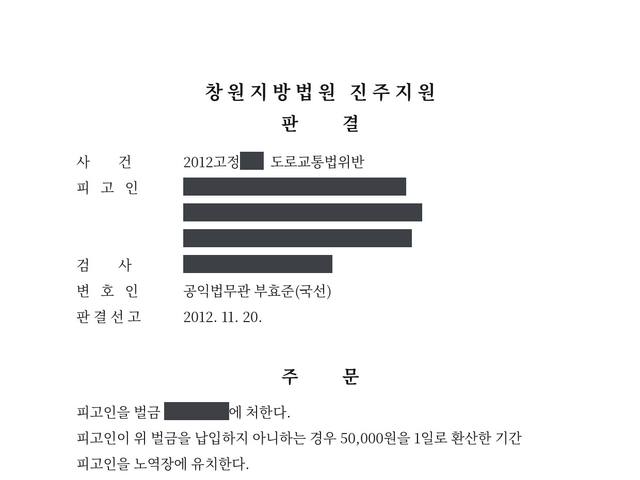 창원지방법원 진주지원
판 결
사 건 2012고정 도로교통법위반
피 고 인
검 사
변 호 인 공익법무관 부효준(국선)
판결선고 2012. 11. 20.
주 문
피고인을 벌금 에 처한다.
피고인이 위 벌금을 납입하지 아니하는 경우 50,000원을 1일로 환산한 기간
피고인을 노역장에 유치한다.